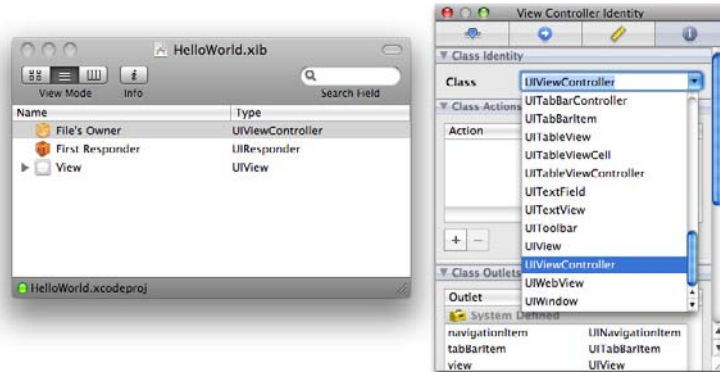 HelloWorld.xib
View Mode
Info
Search Field
Name Type
File's Owner UIViewController
First Responder UIResponder
View UIView
HelloWorld.xcodeproj
View Controller Identity
Class Identity
Class UIViewController
UITabBarController
UITabBarItem
UITableView
UITableViewCell
UITableViewController
UITextField
UITextView
UIToolbar
UIView
UIViewController
UIWebView
UIWindow
Class Actions
Action
+ -
Class Outlets
Outlet
System Defined
navigationItem UINavigationItem
tabBarItem UITabBarItem
view UIView